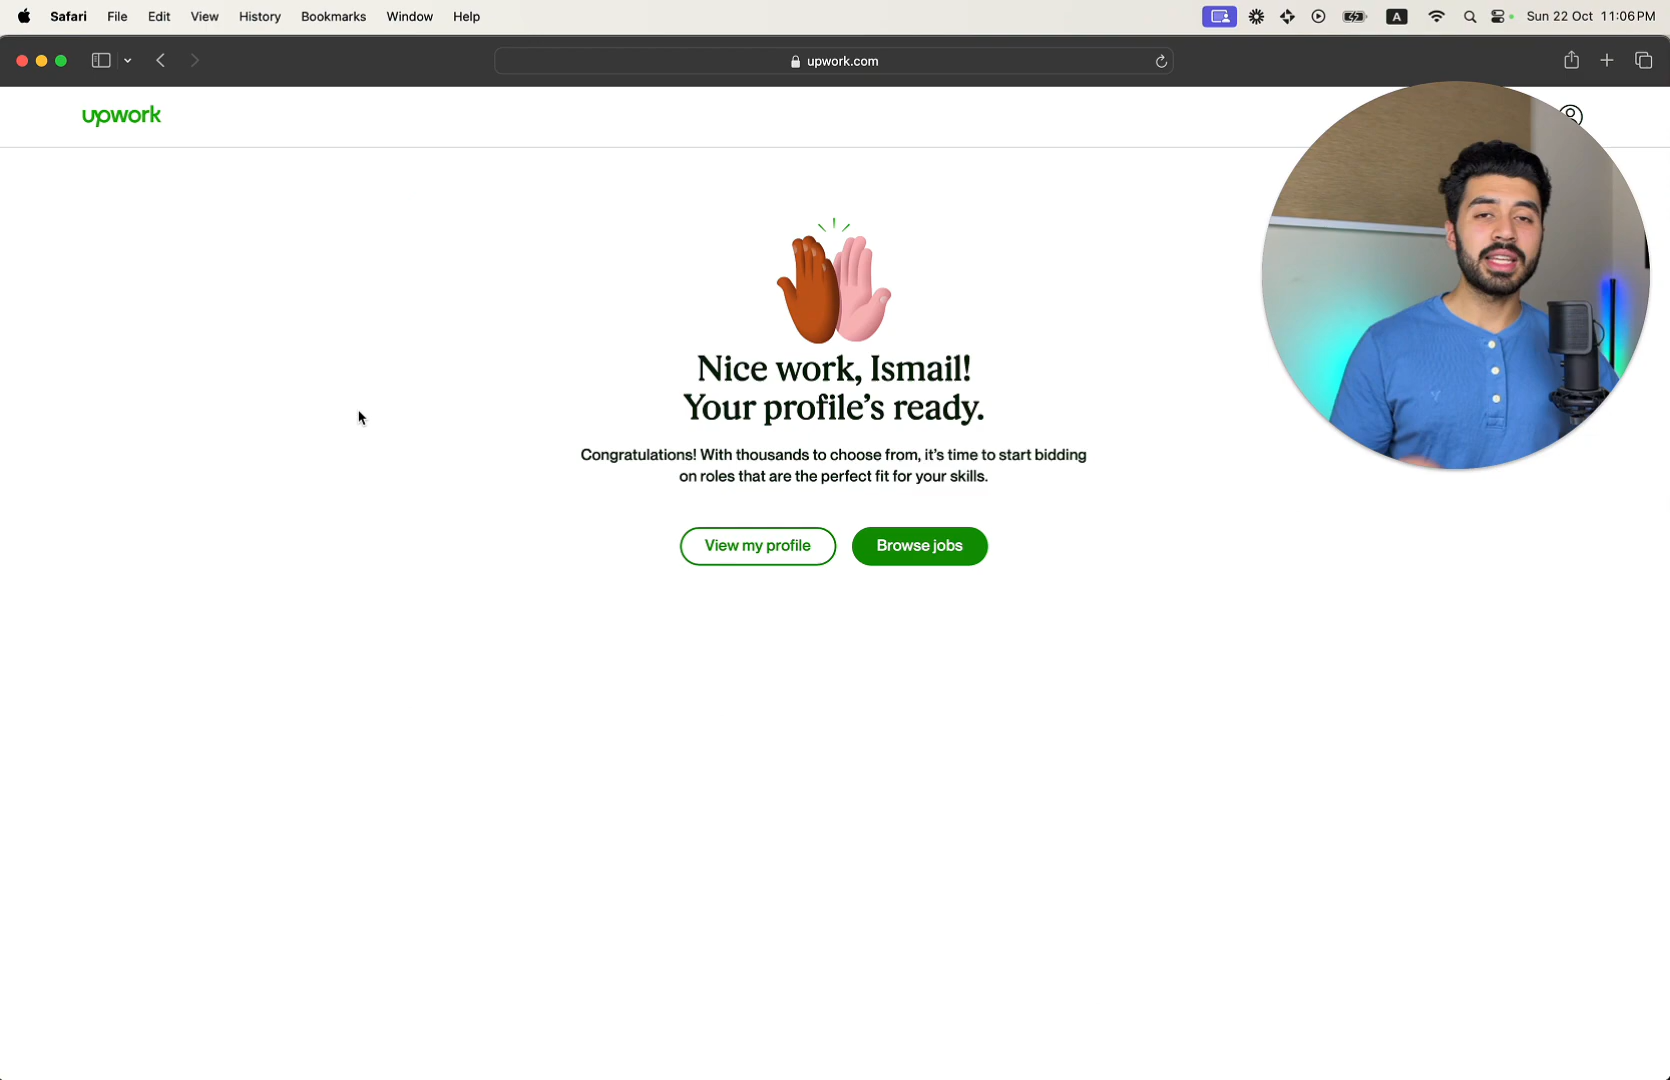 Safari File Edit View History Bookmarks Window Help A Sun 22 Oct 11:06 PM
upwork.com
upwork
Nice work, Ismail!
Your profile's ready.
Congratulations! With thousands to choose from, it's time to start bidding
on roles that are the perfect fit for your skills.
View my profile Browse jobs